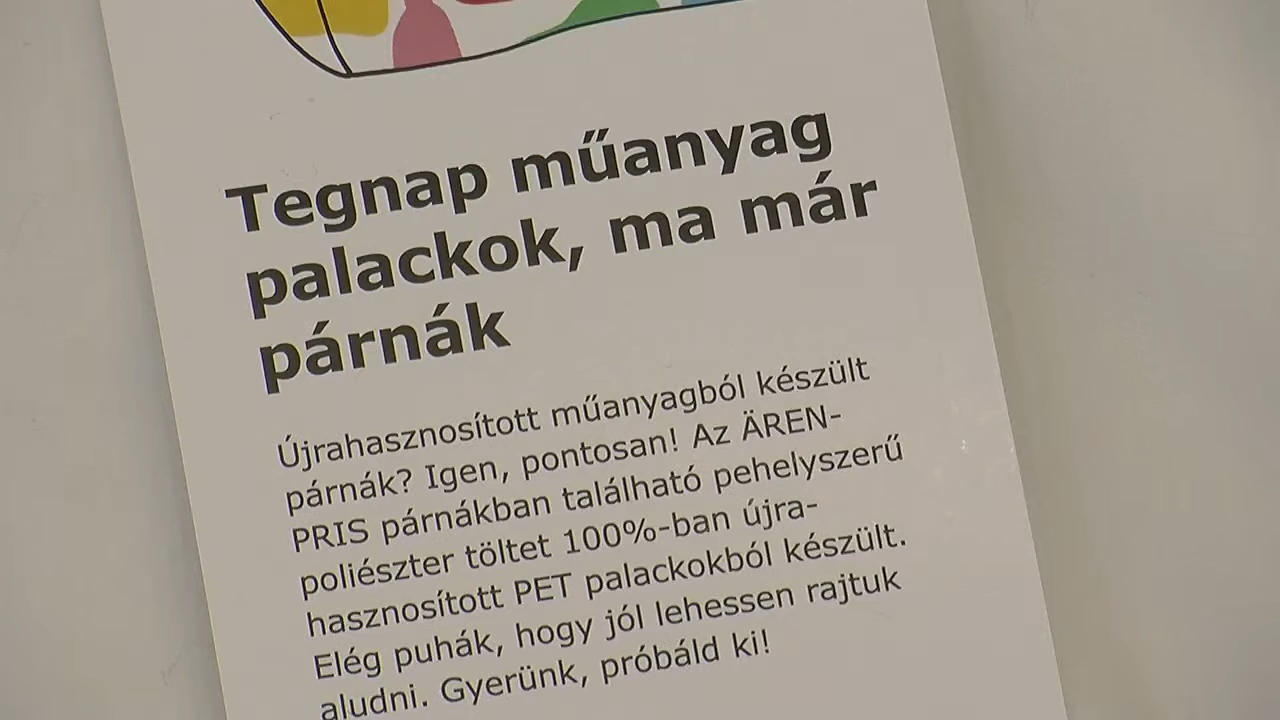 Tegnap műanyag
palackok, ma már
párnák
Újrahasznosított műanyagból készült
párnák? Igen, pontosan! Az ÄREN-
PRIS párnákban található pehelyszerű
poliészter töltet 100%-ban újra-
hasznosított PET palackokból készült.
Elég puhák, hogy jól lehessen rajtuk
aludni. Gyerünk, próbáld ki!